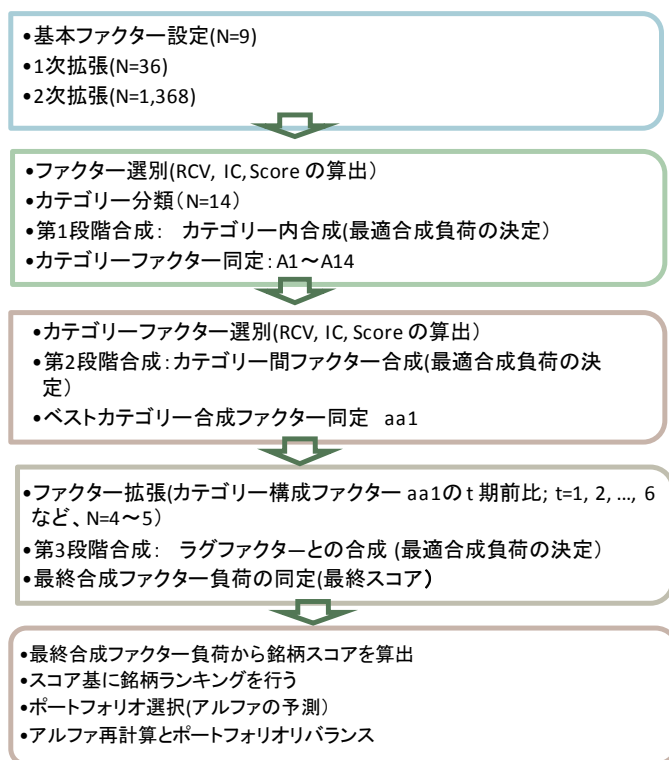 •基本ファクター設定(N=9)
•1次拡張(N=36)
•2次拡張(N=1,368)
•ファクター選別(RCV, IC,Score の算出)
•カテゴリー分類(N=14)
•第1段階合成: カテゴリー内合成(最適合成負荷の決定)
•カテゴリーファクター同定:A1～A14
•カテゴリーファクター選別(RCV, IC, Score の算出)
•第2段階合成:カテゴリー間ファクター合成(最適合成負荷の決
定)
•ベストカテゴリー合成ファクター同定 aa1
•ファクター拡張(カテゴリー構成ファクター aa1の t 期前比; t=1, 2, ..., 6
など、N=4～5)
•第3段階合成: ラグファクタ―との合成 (最適合成負荷の決定)
•最終合成ファクター負荷の同定(最終スコア)
•最終合成ファクター負荷から銘柄スコアを算出
•スコア基に銘柄ランキングを行う
•ポートフォリオ選択(アルファの予測)
•アルファ再計算とポートフォリオリバランス